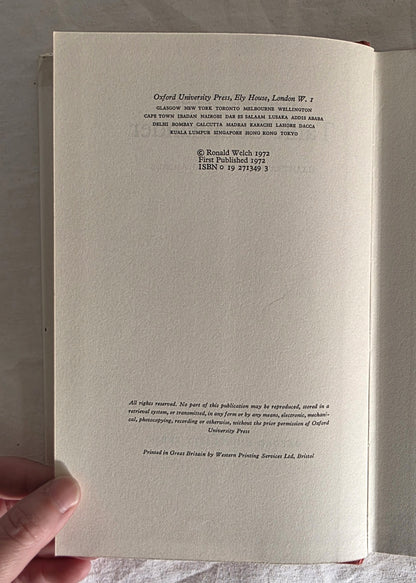 Oxford University Press, Ely House, London W. 1
GLASGOW NEW YORK TORONTO MELBOURNE WELLINGTON
CAPE TOWN IBADAN NAIROBI DAR ES SALAAM LUSAKA ADDIS ABABA
DELHI BOMBAY CALCUTTA MADRAS KARACHI LAHORE DACCA
KUALA LUMPUR SINGAPORE HONG KONG TOKYO
© Ronald Welch 1972
First Published 1972
ISBN 0 19 271349 3
All rights reserved. No part of this publication may be reproduced, stored in a
retrieval system, or transmitted, in any form or by any means, electronic, mechani-
cal, photocopying, recording or otherwise, without the prior permission of Oxford
University Press
Printed in Great Britain by Western Printing Services Ltd, Bristol